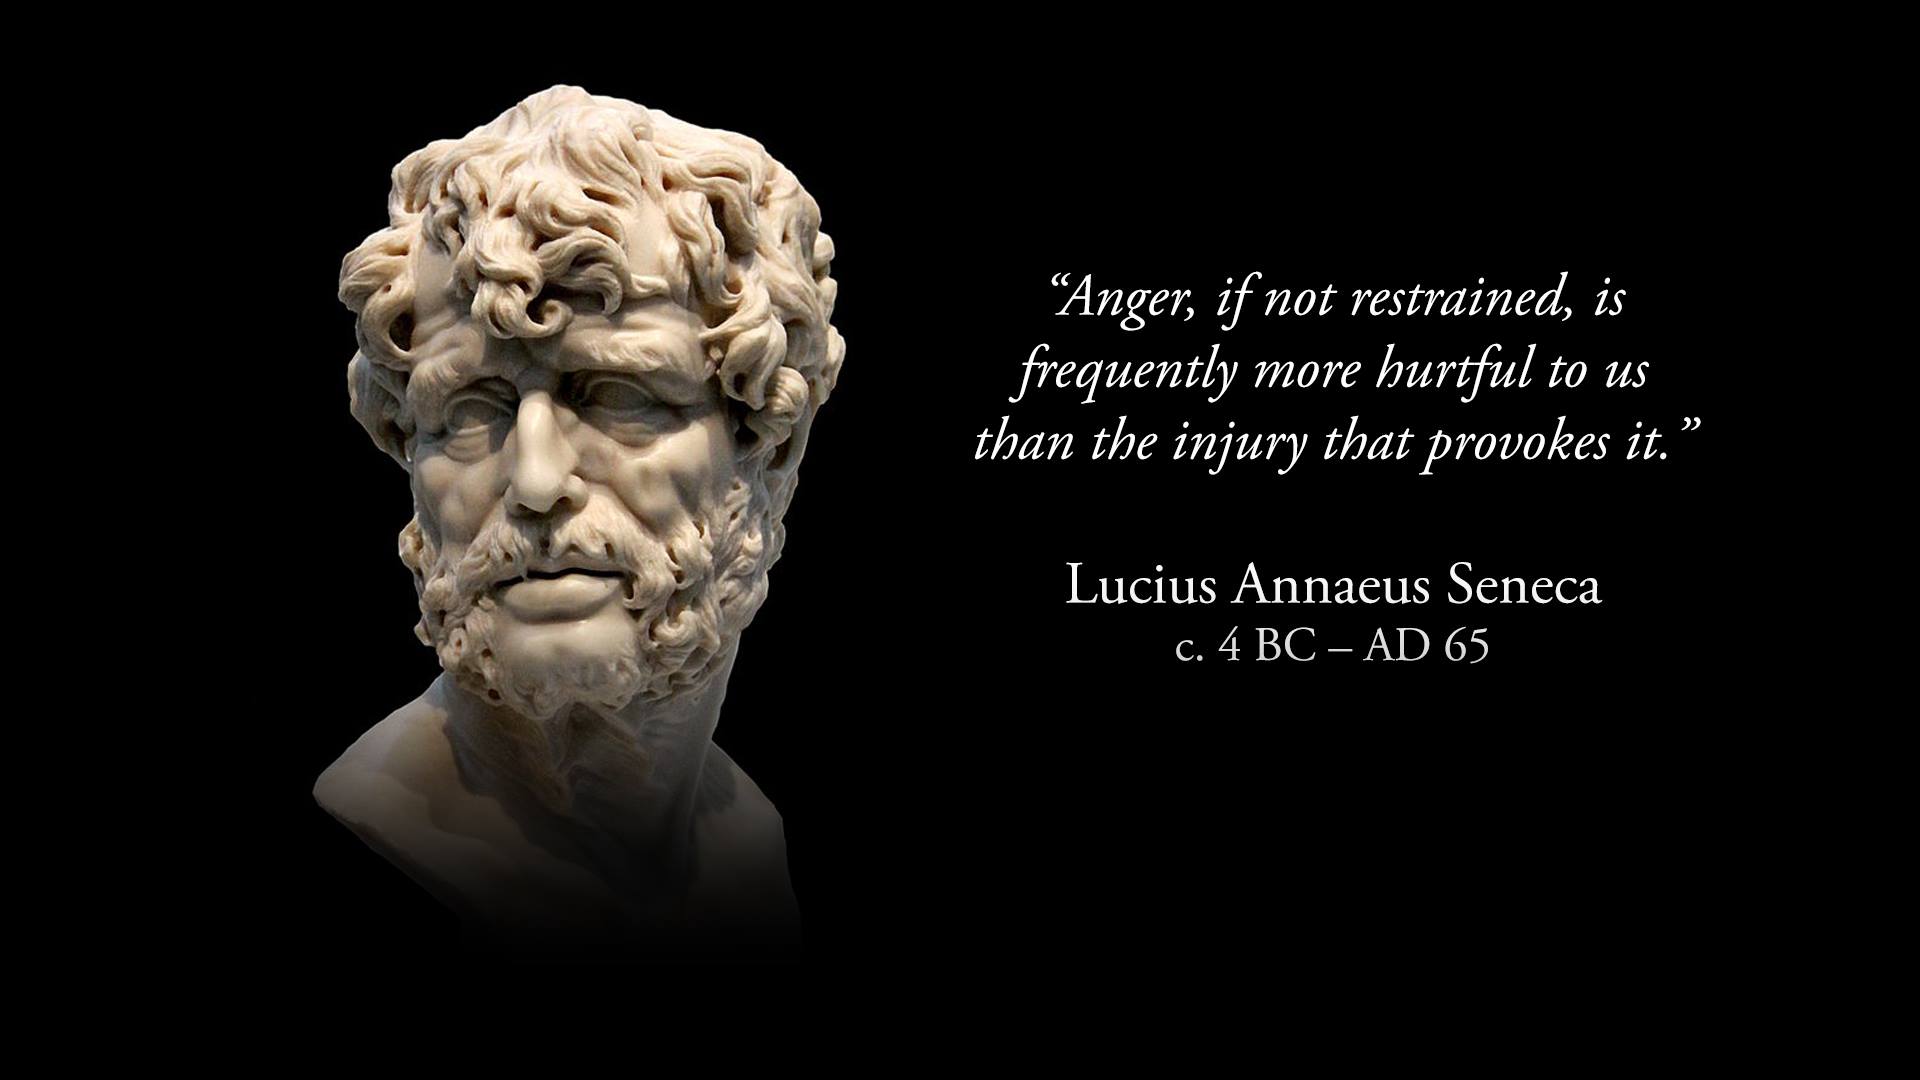 “Anger, if not restrained, is
frequently more hurtful to us
than the injury that provokes it.”
Lucius Annaeus Seneca
c. 4 BC – AD 65